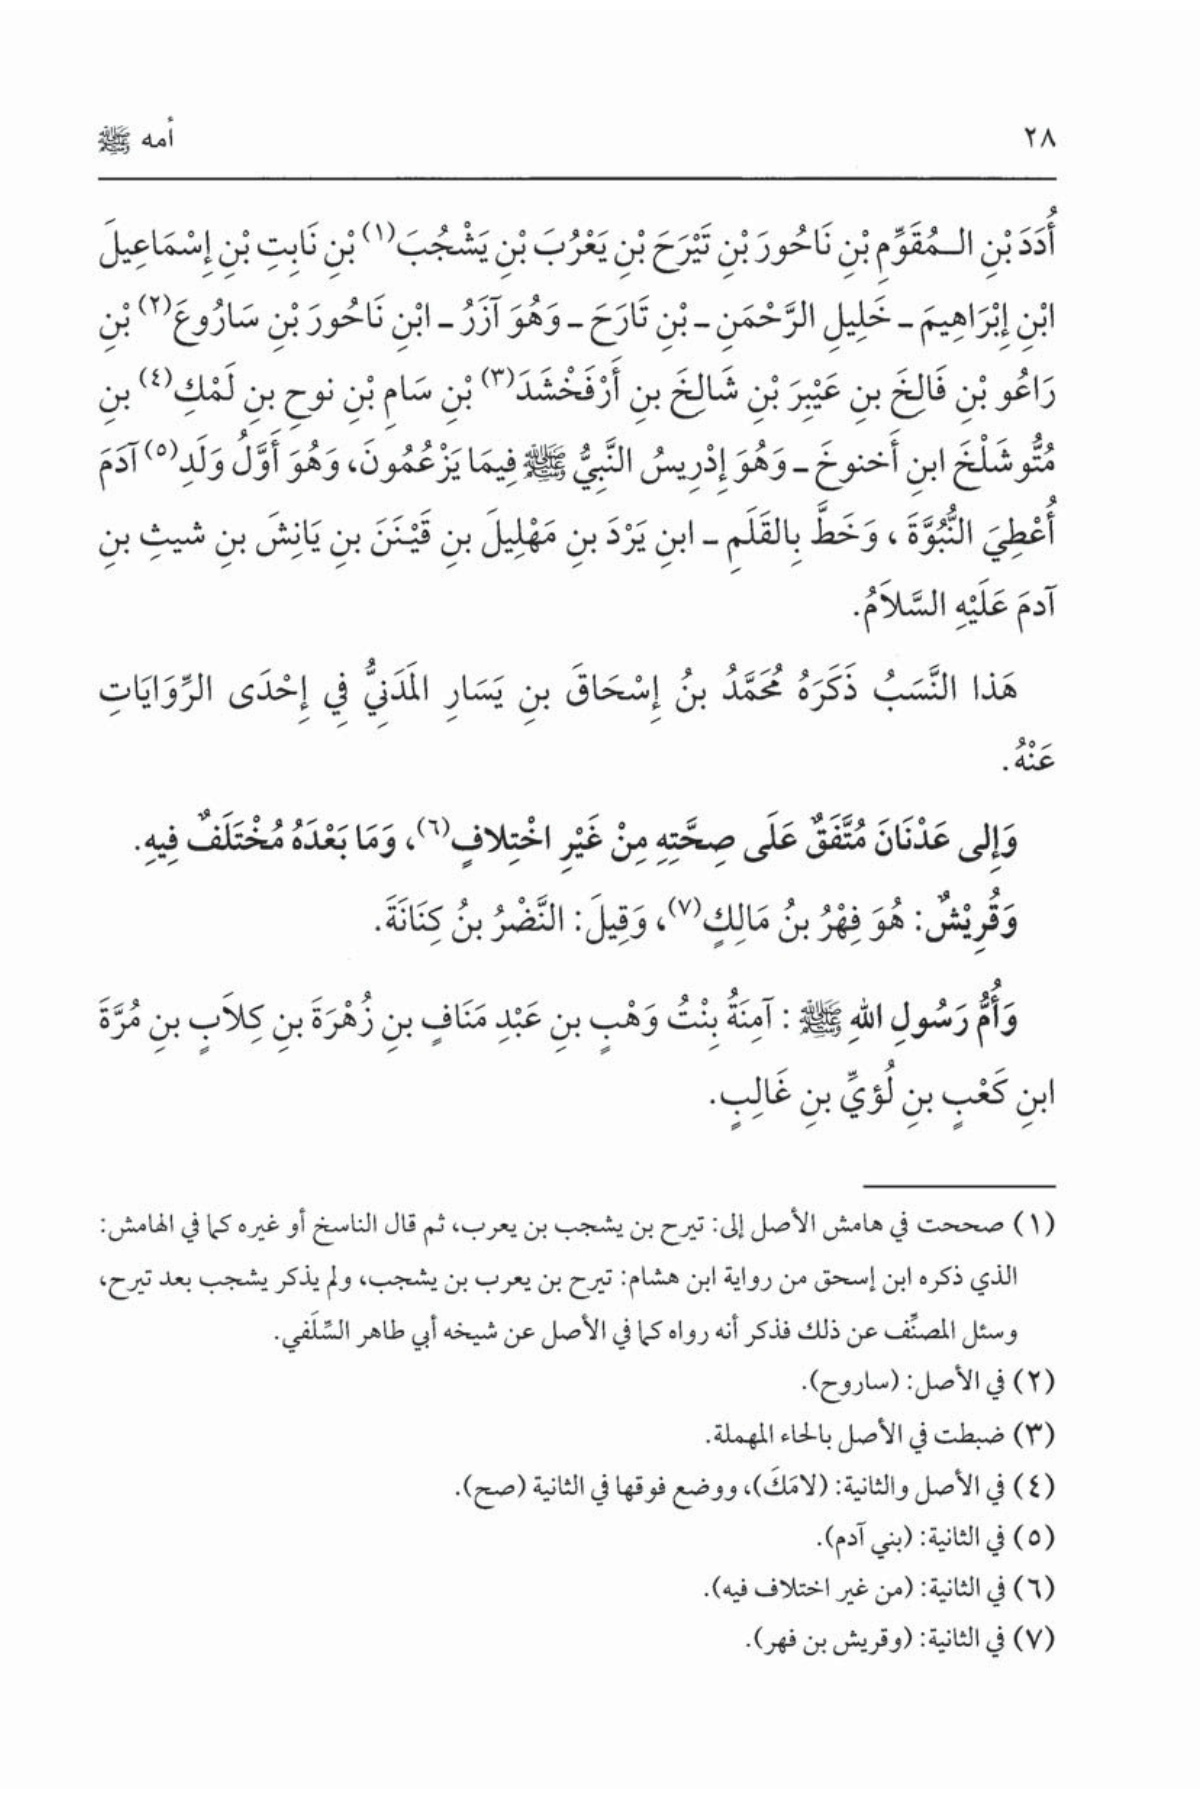 ٢٨
أمه ﷺ
أُدَدَ بْنِ الـمُقَوِّمِ بْنِ نَاحُورَ بْنِ تَيْرَحَ بْنِ يَعْرُبَ بْنِ يَشْجُبَ(١) بْنِ نَابِتِ بْنِ إِسْمَاعِيلَ
ابْنِ إِبْرَاهِيمَ ـ خَلِيلِ الرَّحْمَنِ ـ بْنِ تَارَحَ ـ وَهُوَ آزَرُ ـ ابْنِ نَاحُورَ بْنِ سَارُوعَ(٢) بْنِ
رَاعُو بْنِ فَالِخَ بنِ عَيْبَرَ بْنِ شَالِخَ بنِ أَرْفَخْشَدَ(٣) بْنِ سَامِ بْنِ نوحِ بنِ لَمْكِ(٤) بنِ
مُتُّوشَلْخَ ابنِ أَخنوخَ ـ وَهُوَ إِدْرِيسُ النَّبِيُّ ﷺ فِيمَا يَزْعُمُونَ، وَهُوَ أَوَّلُ وَلَدِ(٥) آدَمَ
أُعْطِيَ النُّبُوَّةَ ، وَخَطَّ بِالقَلَمِ ـ ابنِ يَرْدَ بنِ مَهْلِيلَ بنِ قَيْنَنَ بنِ يَانِشَ بنِ شيثِ بنِ
آدمَ عَلَيْهِ السَّلاَمُ.
هَذا النَّسَبُ ذَكَرَهُ مُحَمَّدُ بنُ إِسْحَاقَ بنِ يَسَارِ المَدَنِيُّ فِي إِحْدَى الرِّوَايَاتِ
عَنْهُ.
وَإِلى عَدْنَانَ مُتَّفَقٌ عَلَى صِحَّتِهِ مِنْ غَيْرِ اخْتِلافٍ(٦)، وَمَا بَعْدَهُ مُخْتَلَفٌ فِيهِ.
وَقُرِيْشٌ: هُوَ فِهْرُ بنُ مَالِكٍ(٧)، وَقِيلَ: النَّضْرُ بنُ كِنَانَةَ.
وَأُمُّ رَسُولِ اللهِ ﷺ : آمِنَةُ بِنْتُ وَهْبِ بنِ عَبْدِ مَنَافِ بنِ زُهْرَةَ بنِ كِلاَبِ بنِ مُرَّةَ
ابنِ كَعْبِ بنِ لُؤيِّ بنِ غَالِبٍ.
(١) صححت في هامش الأصل إلى: تيرح بن يشجب بن يعرب، ثم قال الناسخ أو غيره كما في الهامش:
الذي ذكره ابن إسحق من رواية ابن هشام: تيرح بن يعرب بن يشجب، ولم يذكر يشجب بعد تيرح،
وسئل المصنِّف عن ذلك فذكر أنه رواه كما في الأصل عن شيخه أبي طاهر السِّلَفي.
(٢) في الأصل: (ساروح).
(٣) ضبطت في الأصل بالحاء المهملة.
(٤) في الأصل والثانية: (لامَكَ)، ووضع فوقها في الثانية (صح).
(٥) في الثانية: (بني آدم).
(٦) في الثانية: (من غير اختلاف فيه).
(٧) في الثانية: (وقريش بن فهر).